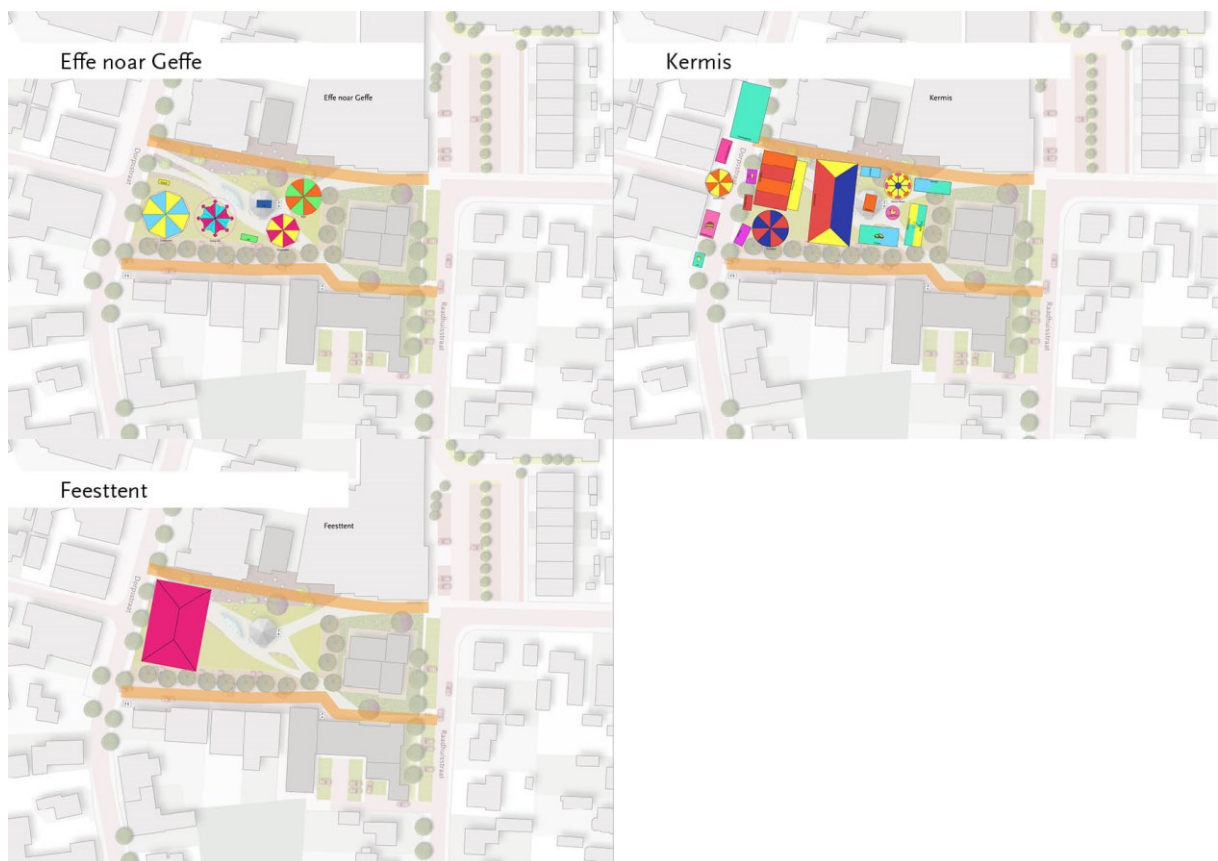 Effe noar Geffe
Effe noar Geffe
Dorpsstraat
Raadhuisstraat
Kermis
Kermis
Dorpsstraat
Raadhuisstraat
Feesttent
Feesttent
Dorpsstraat
Raadhuisstraat